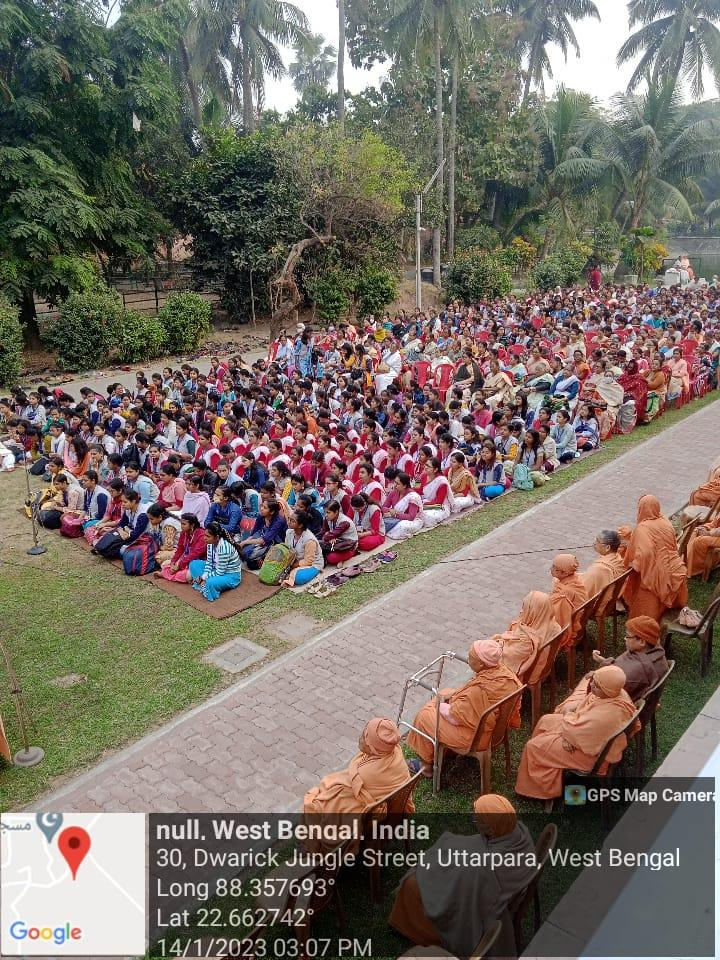 GPS Map Camera
null, West Bengal, India
30, Dwarick Jungle Street, Uttarpara, West Bengal
Long 88.357693°
Lat 22.662742°
14/1/2023 03:07 PM
Google